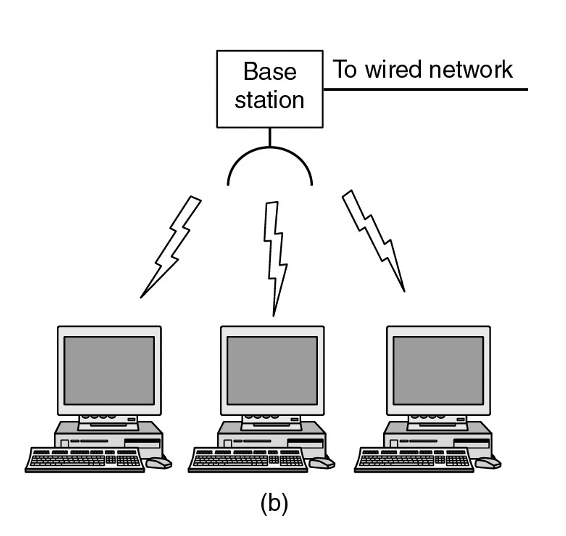 Base
station
To wired network
(b)